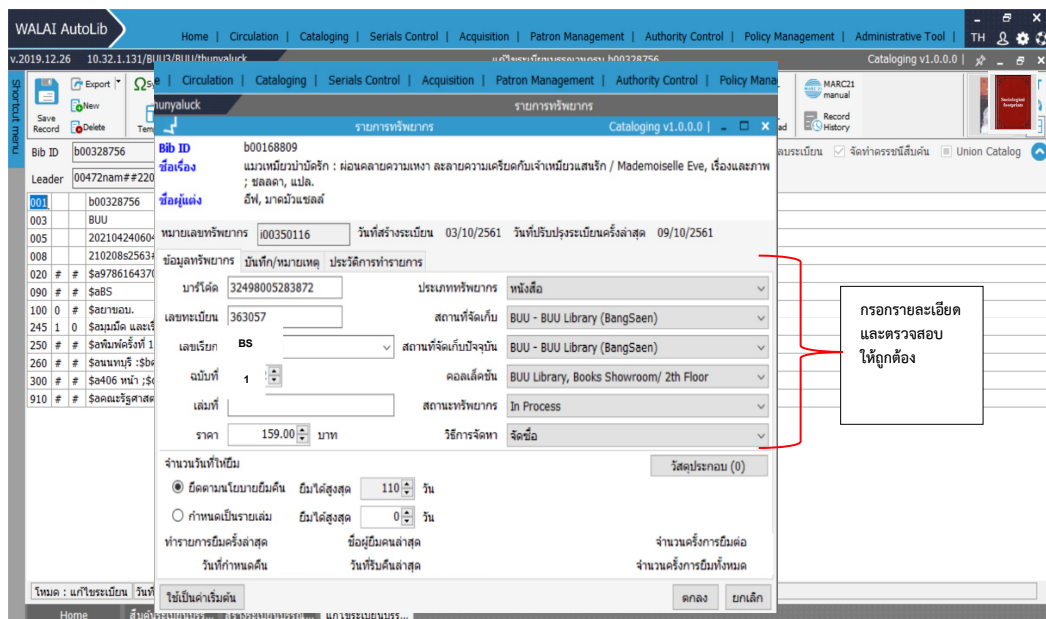 WALAI AutoLib
Home | Circulation | Cataloging | Serials Control | Acquisition | Patron Management | Authority Control | Policy Management | Administrative Tool | TH
v.2019.12.26 10.32.1.131/BUU3/BUU/thunyaluck
Cataloging v1.0.0.0 |
Shortcut menu
Save Record
Export
New
Delete
MARC21 manual
Record History
Circulation | Cataloging | Serials Control | Acquisition | Patron Management | Authority Control | Policy
รายการทรัพยากร
Bib ID b00328756
ลบระเบียน จัดทำดรรชนีสืบค้น Union Catalog
Leader 00472nam##220
001 b00328756
003 BUU
005 202104240604
008 210208s2563
020 # # $a9786164370
090 # # $aBS
100 0 # $aยาขอบ.
245 1 0
250 # # $aพิมพ์ครั้งที่ 1
260 # # $aนนทบุรี :$b
300 # # $a406 หน้า ;$
910 # # $aคณะรัฐศาสต
รายการทรัพยากร Cataloging v1.0.0.0 |
Bib ID b00168809
ชื่อเรื่อง แมวเหมียวบำบัดรัก : ผ่อนคลายความเหงา ละลายความเครียดกับเจ้าเหมียวแสนรัก / Mademoiselle Eve, เรื่องและภาพ
; ชลลดา, แปล.
ชื่อผู้แต่ง อีฟ, มาดมัวแชลล์
หมายเลขทรัพยากร i00350116 วันที่สร้างระเบียน 03/10/2561 วันที่ปรับปรุงระเบียนครั้งล่าสุด 09/10/2561
ข้อมูลทรัพยากร บันทึก/หมายเหตุ ประวัติการทำรายการ
บาร์โค้ด 32498005283872 ประเภททรัพยากร หนังสือ
เลขทะเบียน 363057 สถานที่จัดเก็บ BUU - BUU Library (BangSaen)
เลขเรียก BS สถานที่จัดเก็บปัจจุบัน BUU - BUU Library (BangSaen)
ฉบับที่ 1 คอลเล็คชัน BUU Library, Books Showroom/ 2th Floor
เล่มที่ สถานะทรัพยากร In Process
ราคา 159.00 บาท วิธีการจัดหา จัดซื้อ
จำนวนวันที่ให้ยืม วัสดุประกอบ (0)
ยึดตามนโยบายยืมคืน ยืมได้สูงสุด 110 วัน
กำหนดเป็นรายเล่ม ยืมได้สูงสุด 0 วัน
ทำรายการยืมครั้งล่าสุด ชื่อผู้ยืมคนล่าสุด จำนวนครั้งการยืมต่อ
วันที่กำหนดคืน วันที่รับคืนล่าสุด จำนวนครั้งการยืมทั้งหมด
ใช้เป็นค่าเริ่มต้น ตกลง ยกเลิก
กรอกรายละเอียด
และตรวจสอบ
ให้ถูกต้อง
โหมด : แก้ไขระเบียน
Home